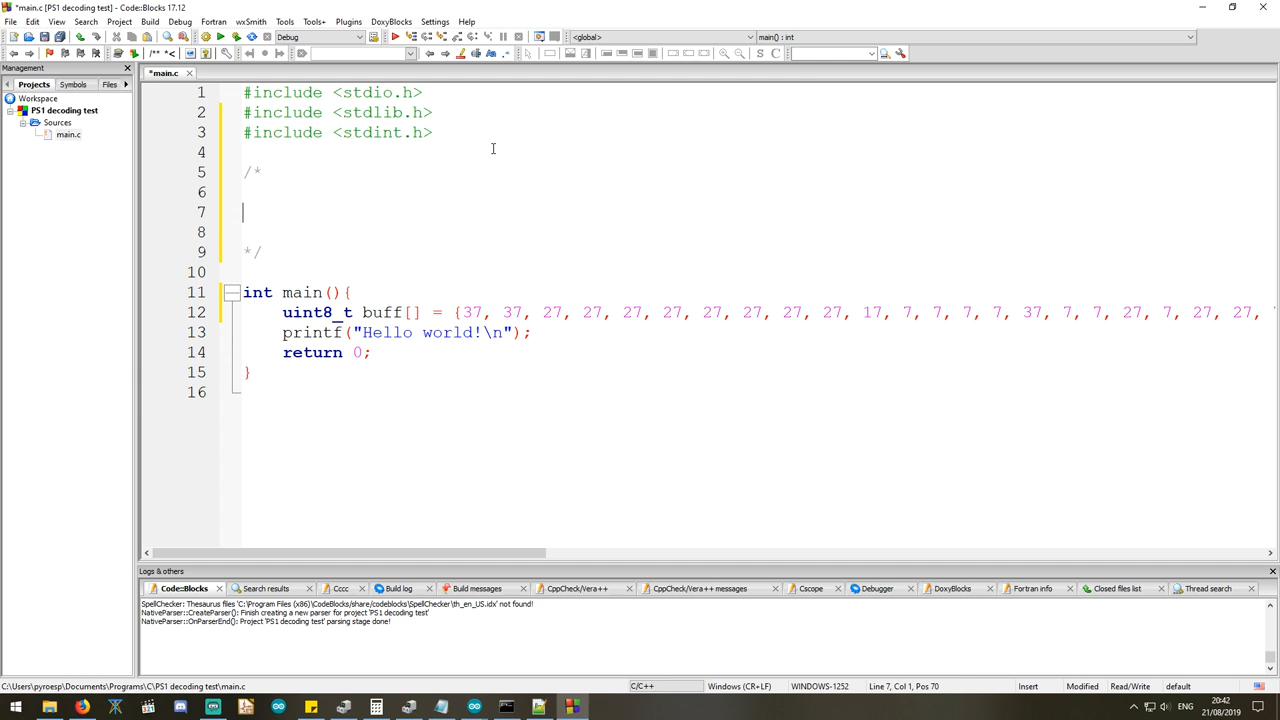 *main.c [PS1 decoding test] - Code::Blocks 17.12
File Edit View Search Project Build Debug Fortran wxSmith Tools Tools+ Plugins DoxyBlocks Settings Help
Debug <global> main() : int
/** *<
Management
Projects Symbols Files
Workspace
PS1 decoding test
Sources
main.c
*main.c
1 #include <stdio.h>
2 #include <stdlib.h>
3 #include <stdint.h>
4
5 /*
6
7
8
9 */
10
11 int main(){
12 uint8_t buff[] = {37, 37, 27, 27, 27, 27, 27, 27, 27, 27, 17, 7, 7, 7, 37, 7, 7, 27, 7, 27, 27,
13 printf("Hello world!\n");
14 return 0;
15 }
16
Logs & others
Code::Blocks Search results Cccc Build log Build messages CppCheck/Vera++ CppCheck/Vera++ messages Cscope Debugger DoxyBlocks Fortran info Closed files list Thread search
SpellChecker: Thesaurus files 'C:\Program Files (x86)\CodeBlocks/share/codeblocks\SpellChecker\th_en_US.idx' not found!
NativeParser::CreateParser(): Finish creating a new parser for project 'PS1 decoding test'
NativeParser::OnParserEnd(): Project 'PS1 decoding test' parsing stage done!
C:\Users\pyroesp\Documents\Programs\C\PS1 decoding test\main.c C/C++ Windows (CR+LF) WINDOWS-1252 Line 7, Col 1, Pos 70 Insert Modified Read/Write default
ENG 20:42
21/08/2019